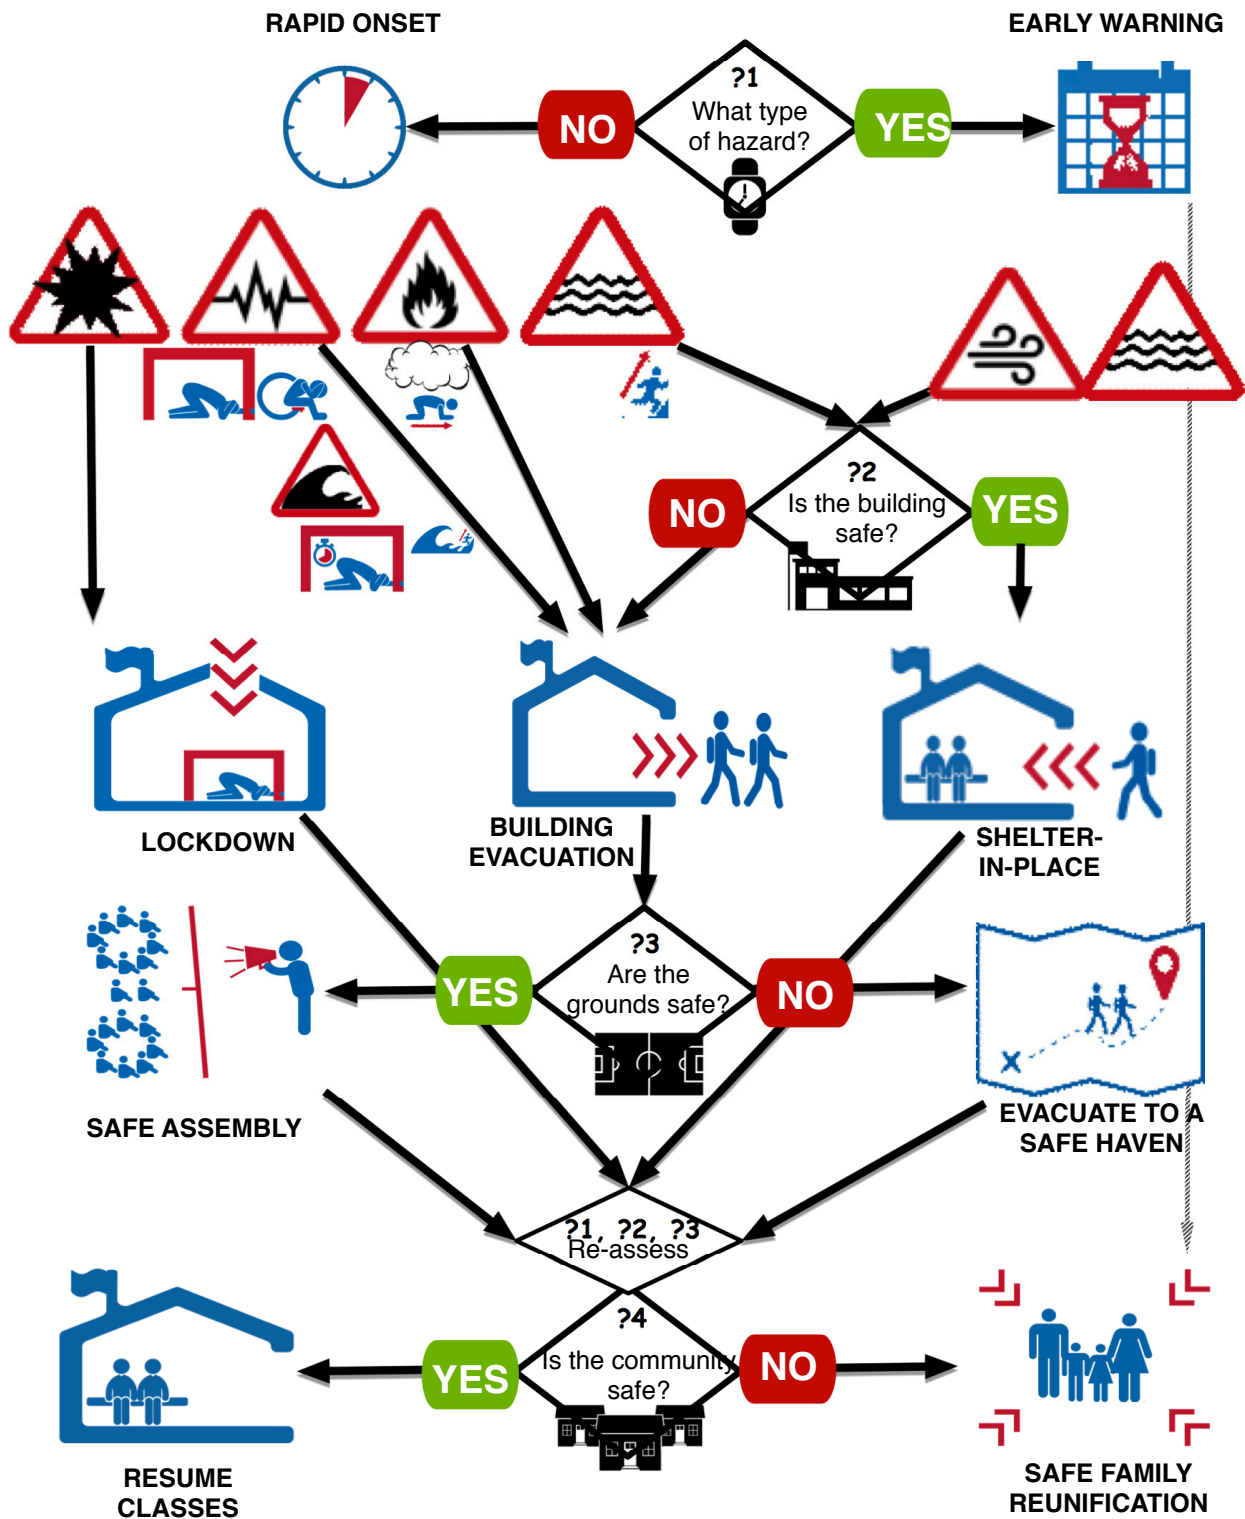 RAPID ONSET
EARLY WARNING
?1
What type
of hazard?
NO
YES
?2
Is the building
safe?
NO
YES
LOCKDOWN
BUILDING
EVACUATION
SHELTER-
IN-PLACE
?3
Are the
grounds safe?
YES
NO
SAFE ASSEMBLY
EVACUATE TO A
SAFE HAVEN
?1, ?2, ?3
Re-assess
?4
Is the community
safe?
YES
NO
RESUME
CLASSES
SAFE FAMILY
REUNIFICATION